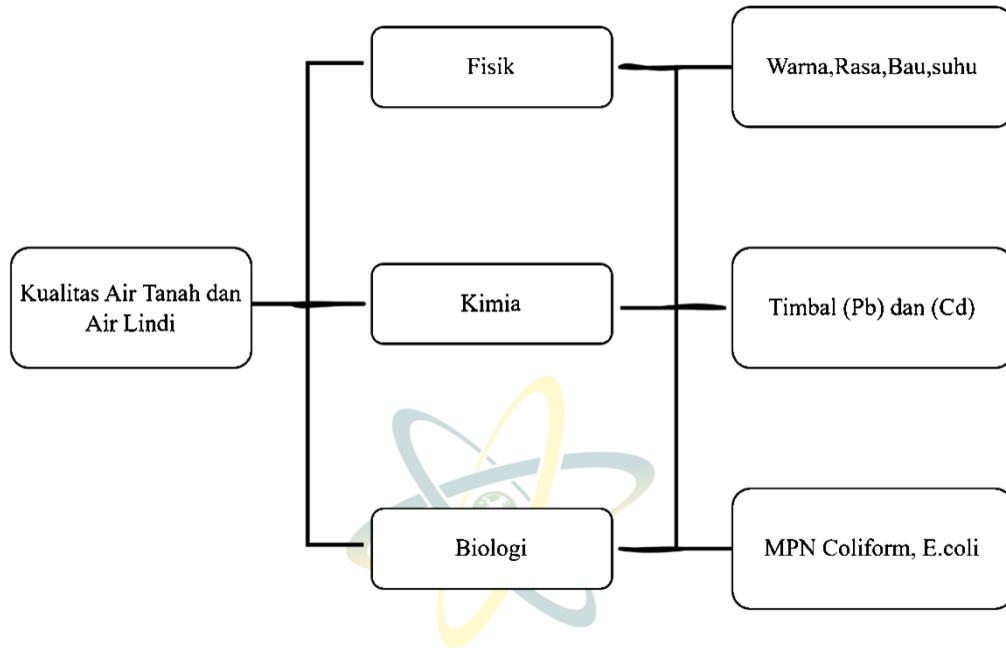 Fisik
Warna,Rasa,Bau,suhu
Kualitas Air Tanah dan
Air Lindi
Kimia
Timbal (Pb) dan (Cd)
Biologi
MPN Coliform, E.coli